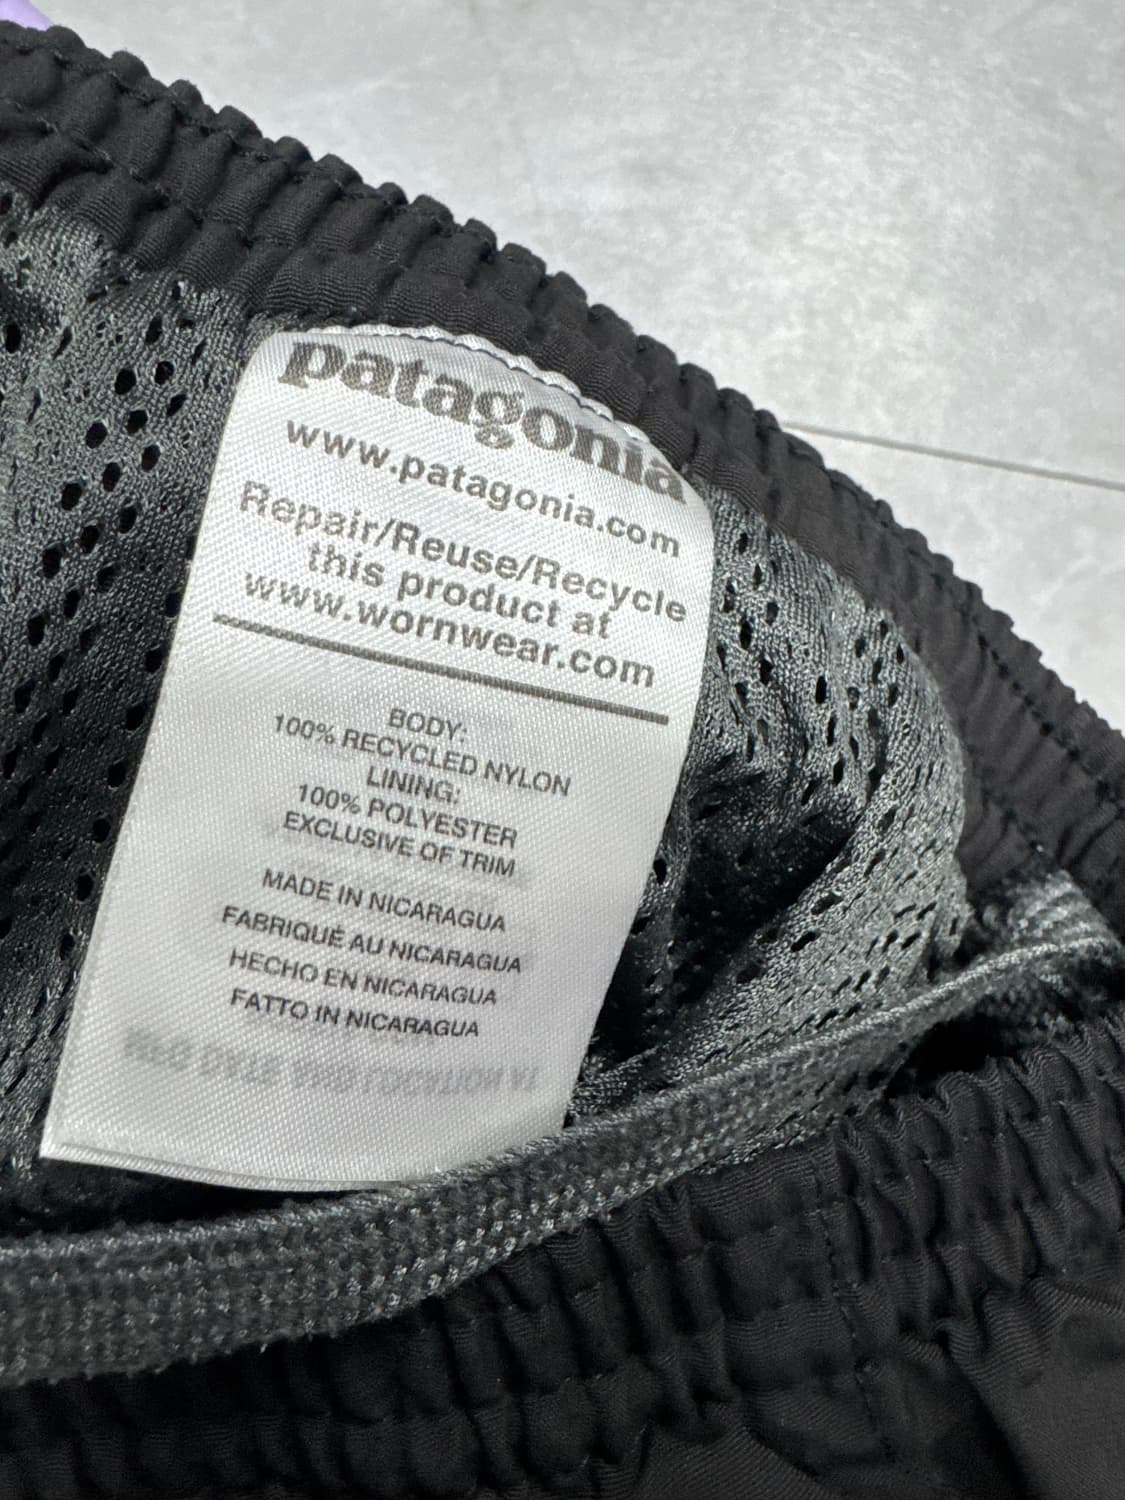 patagonia
www.patagonia.com
Repair/Reuse/Recycle
this product at
www.wornwear.com
BODY:
100% RECYCLED NYLON
LINING:
100% POLYESTER
EXCLUSIVE OF TRIM
MADE IN NICARAGUA
FABRIQUÉ AU NICARAGUA
HECHO EN NICARAGUA
FATTO IN NICARAGUA